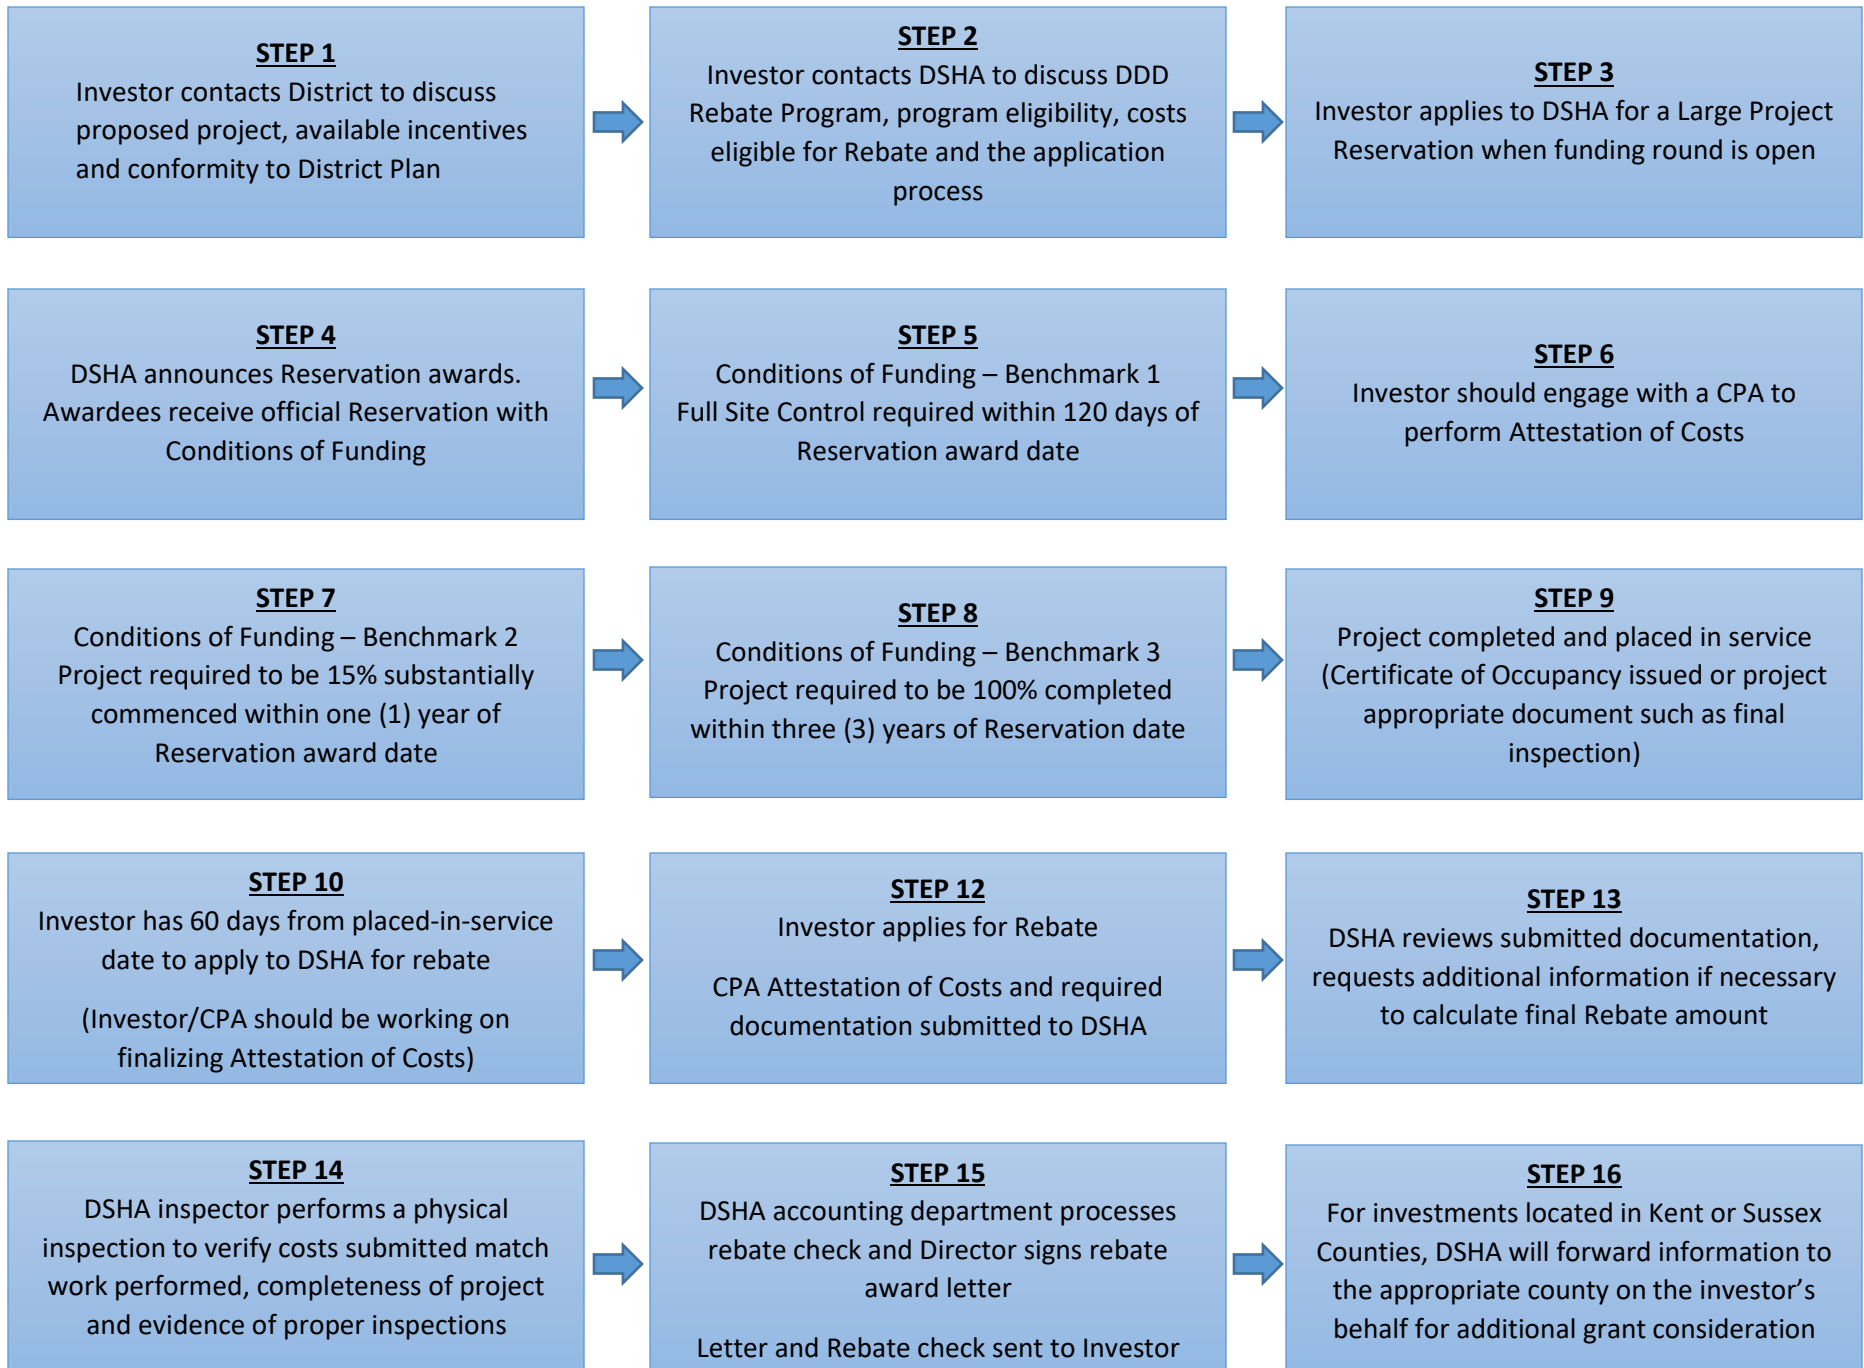 STEP 1
Investor contacts District to discuss
proposed project, available incentives
and conformity to District Plan
STEP 2
Investor contacts DSHA to discuss DDD
Rebate Program, program eligibility, costs
eligible for Rebate and the application
process
STEP 3
Investor applies to DSHA for a Large Project
Reservation when funding round is open
STEP 4
DSHA announces Reservation awards.
Awardees receive official Reservation with
Conditions of Funding
STEP 5
Conditions of Funding – Benchmark 1
Full Site Control required within 120 days of
Reservation award date
STEP 6
Investor should engage with a CPA to
perform Attestation of Costs
STEP 7
Conditions of Funding – Benchmark 2
Project required to be 15% substantially
commenced within one (1) year of
Reservation award date
STEP 8
Conditions of Funding – Benchmark 3
Project required to be 100% completed
within three (3) years of Reservation date
STEP 9
Project completed and placed in service
(Certificate of Occupancy issued or project
appropriate document such as final
inspection)
STEP 10
Investor has 60 days from placed-in-service
date to apply to DSHA for rebate
(Investor/CPA should be working on
finalizing Attestation of Costs)
STEP 12
Investor applies for Rebate
CPA Attestation of Costs and required
documentation submitted to DSHA
STEP 13
DSHA reviews submitted documentation,
requests additional information if necessary
to calculate final Rebate amount
STEP 14
DSHA inspector performs a physical
inspection to verify costs submitted match
work performed, completeness of project
and evidence of proper inspections
STEP 15
DSHA accounting department processes
rebate check and Director signs rebate
award letter
Letter and Rebate check sent to Investor
STEP 16
For investments located in Kent or Sussex
Counties, DSHA will forward information to
the appropriate county on the investor’s
behalf for additional grant consideration